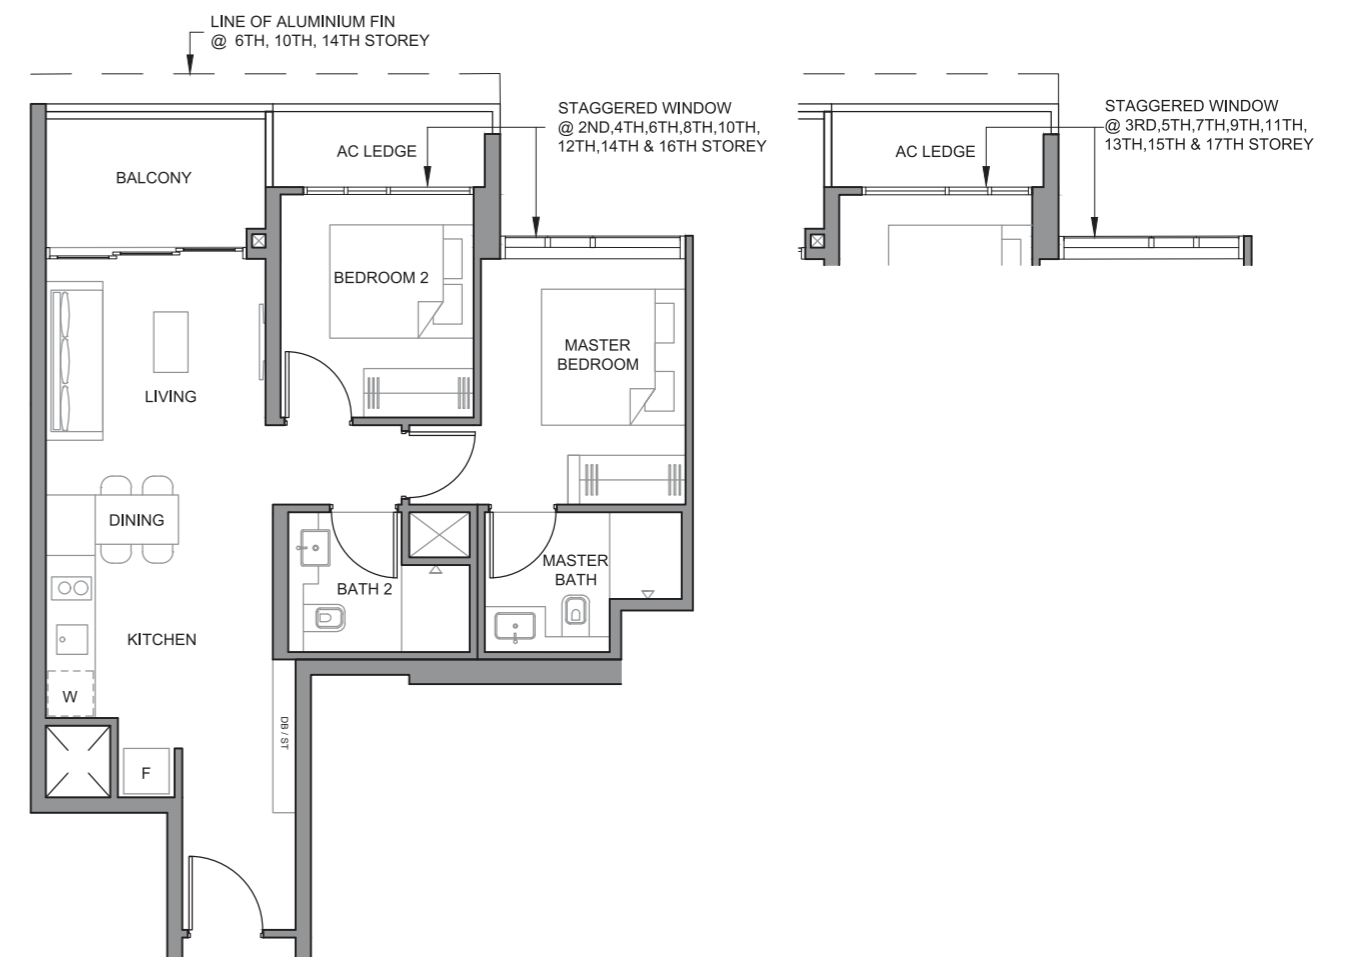 LINE OF ALUMINIUM FIN
@ 6TH, 10TH, 14TH STOREY
STAGGERED WINDOW
@ 2ND,4TH,6TH,8TH,10TH,
12TH,14TH & 16TH STOREY
STAGGERED WINDOW
@ 3RD,5TH,7TH,9TH,11TH,
13TH,15TH & 17TH STOREY
AC LEDGE
AC LEDGE
BALCONY
BEDROOM 2
MASTER
BEDROOM
LIVING
DINING
MASTER
BATH
BATH 2
KITCHEN
W
DB / ST
F